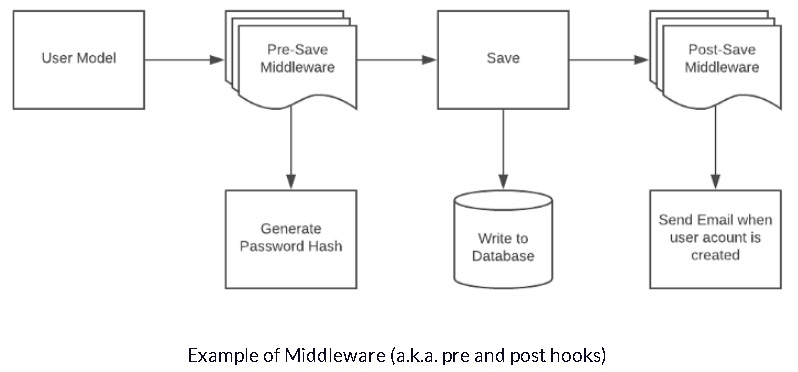 User Model
Pre-Save
Middleware
Save
Post-Save
Middleware
Generate
Password Hash
Write to
Database
Send Email when
user acount is
created
Example of Middleware (a.k.a. pre and post hooks)